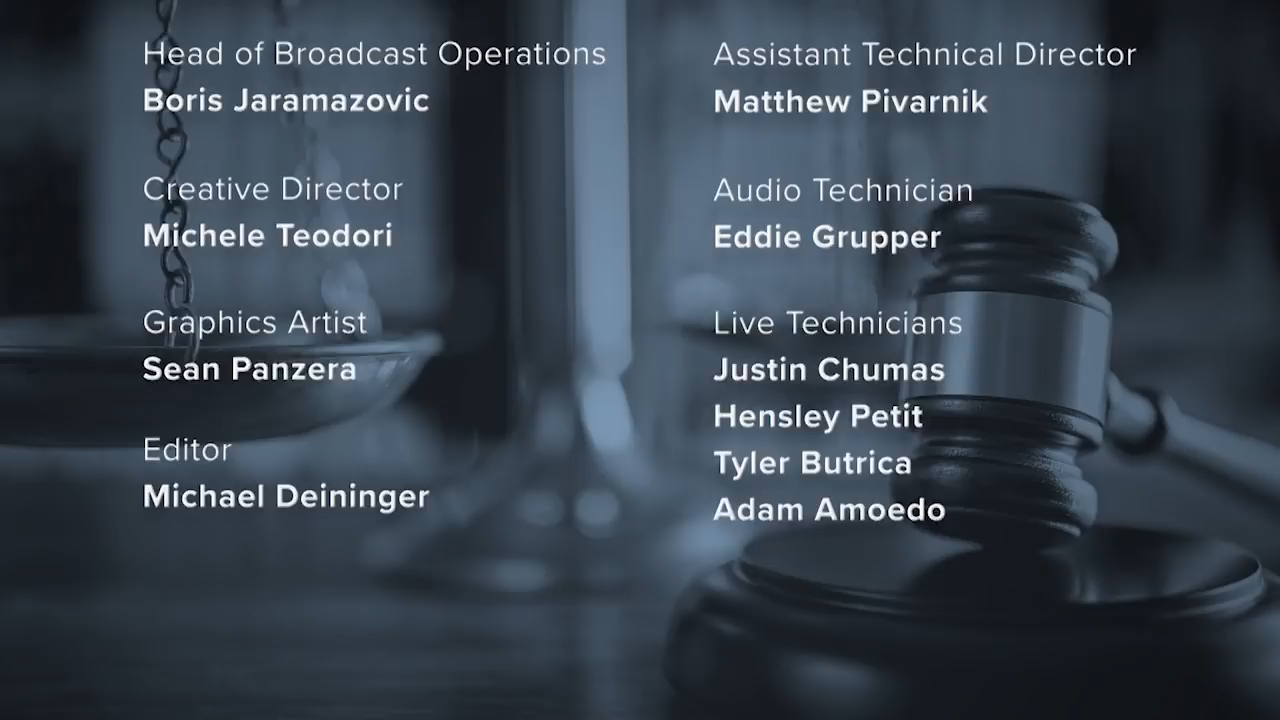 Head of Broadcast Operations
Boris Jaramazovic
Creative Director
Michele Teodori
Graphics Artist
Sean Panzera
Editor
Michael Deininger
Assistant Technical Director
Matthew Pivarnik
Audio Technician
Eddie Grupper
Live Technicians
Justin Chumas
Hensley Petit
Tyler Butrica
Adam Amoedo